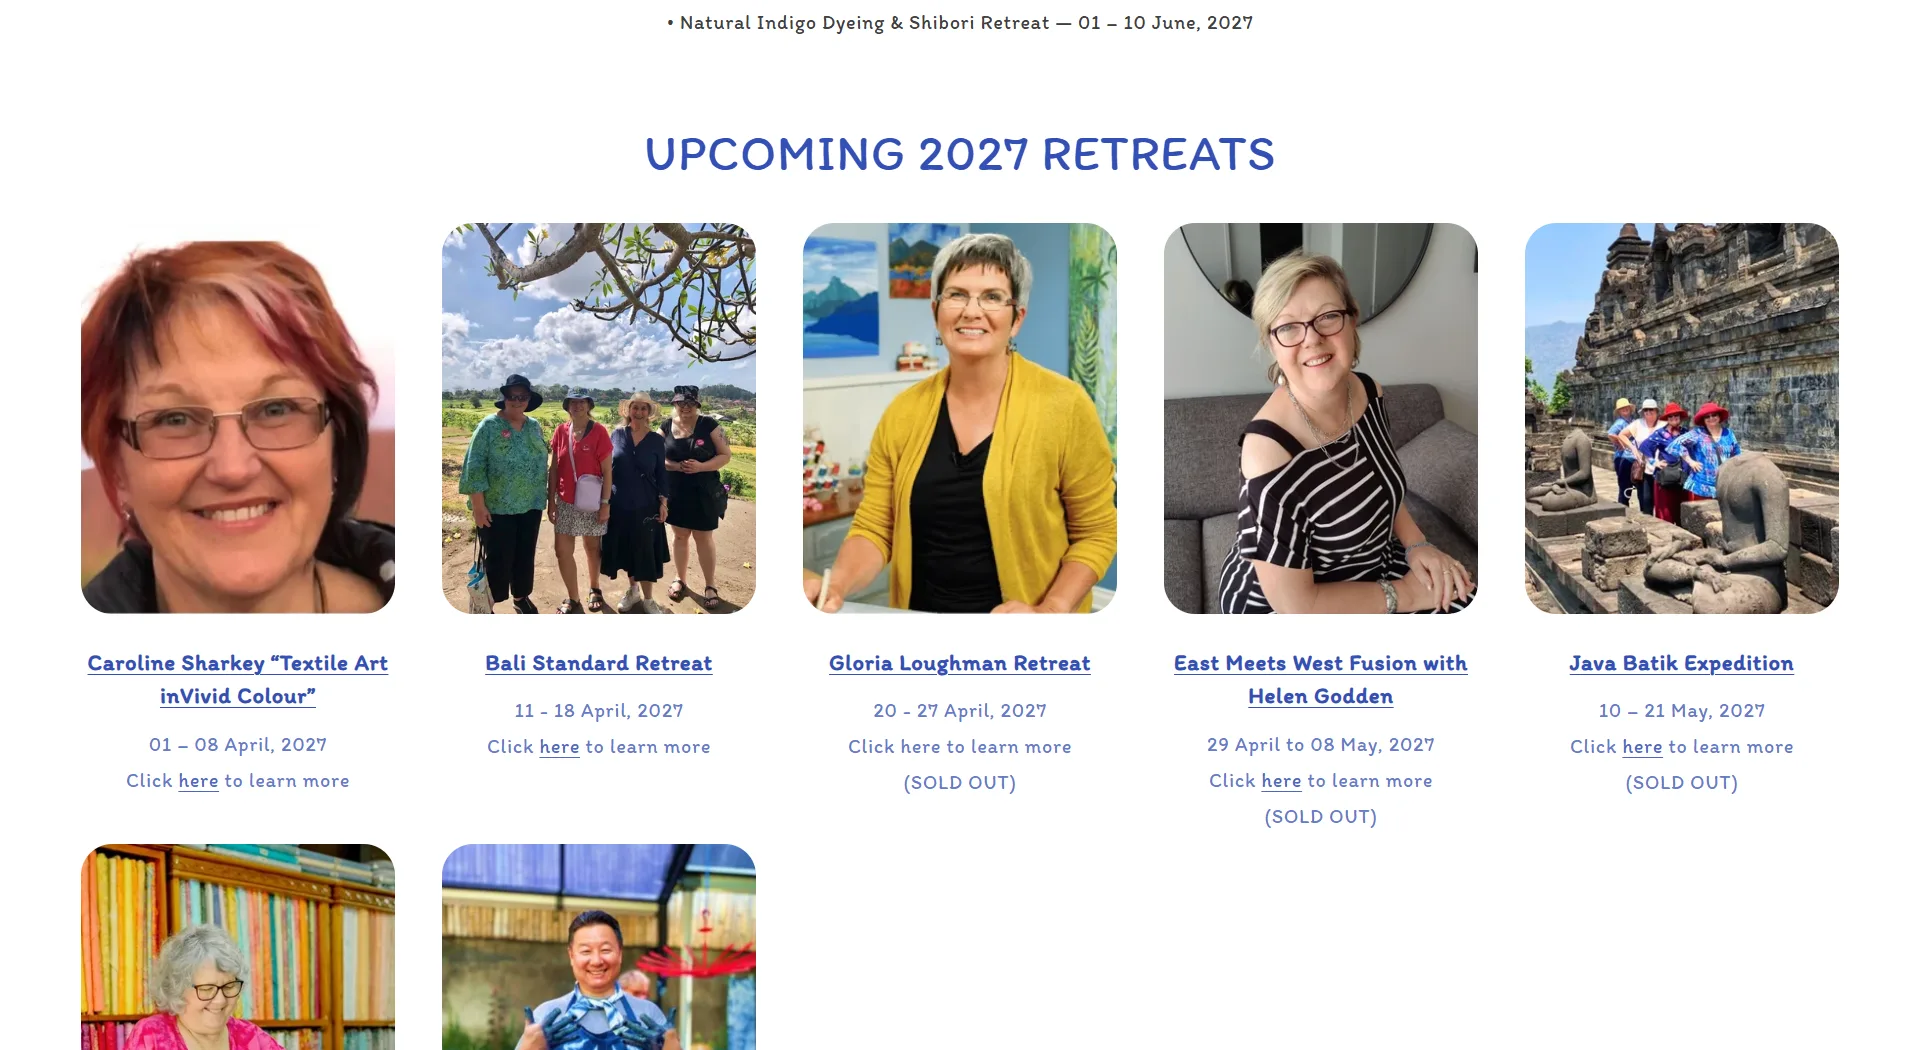 • Natural Indigo Dyeing & Shibori Retreat — 01 – 10 June, 2027
UPCOMING 2027 RETREATS
Caroline Sharkey “Textile Art
inVivid Colour”
01 – 08 April, 2027
Click here to learn more
Bali Standard Retreat
11 - 18 April, 2027
Click here to learn more
Gloria Loughman Retreat
20 - 27 April, 2027
Click here to learn more
(SOLD OUT)
East Meets West Fusion with
Helen Godden
29 April to 08 May, 2027
Click here to learn more
(SOLD OUT)
Java Batik Expedition
10 – 21 May, 2027
Click here to learn more
(SOLD OUT)